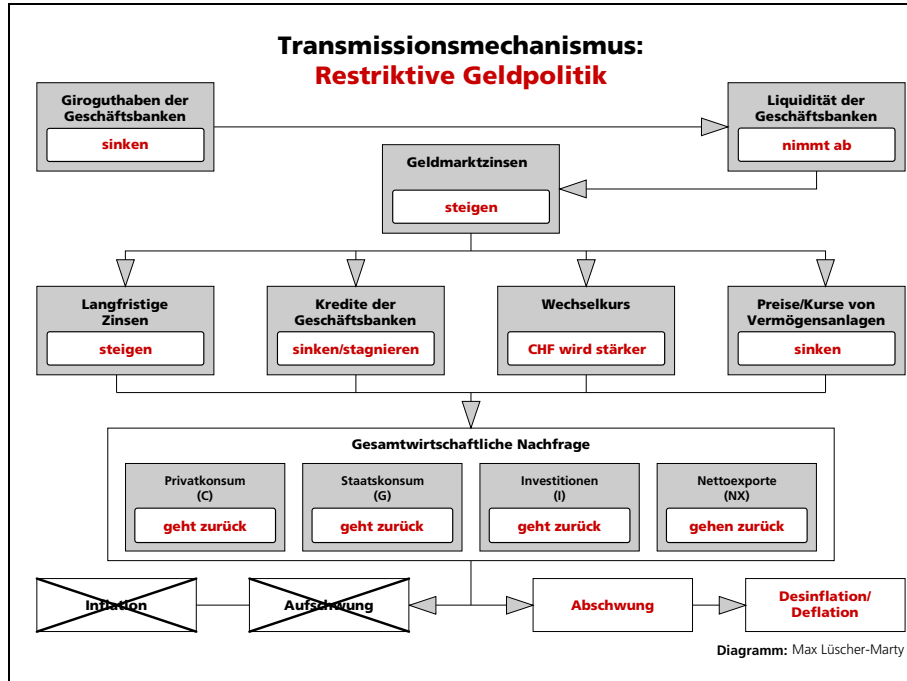 Transmissionsmechanismus:
Restriktive Geldpolitik
Giroguthaben der
Geschäftsbanken
sinken
Liquidität der
Geschäftsbanken
nimmt ab
Geldmarktzinsen
steigen
Langfristige
Zinsen
steigen
Kredite der
Geschäftsbanken
sinken/stagnieren
Wechselkurs
CHF wird stärker
Preise/Kurse von
Vermögensanlagen
sinken
Gesamtwirtschaftliche Nachfrage
Privatkonsum
(C)
geht zurück
Staatskonsum
(G)
geht zurück
Investitionen
(I)
geht zurück
Nettoexporte
(NX)
gehen zurück
Inflation
Aufschwung
Abschwung
Desinflation/
Deflation
Diagramm: Max Lüscher-Marty